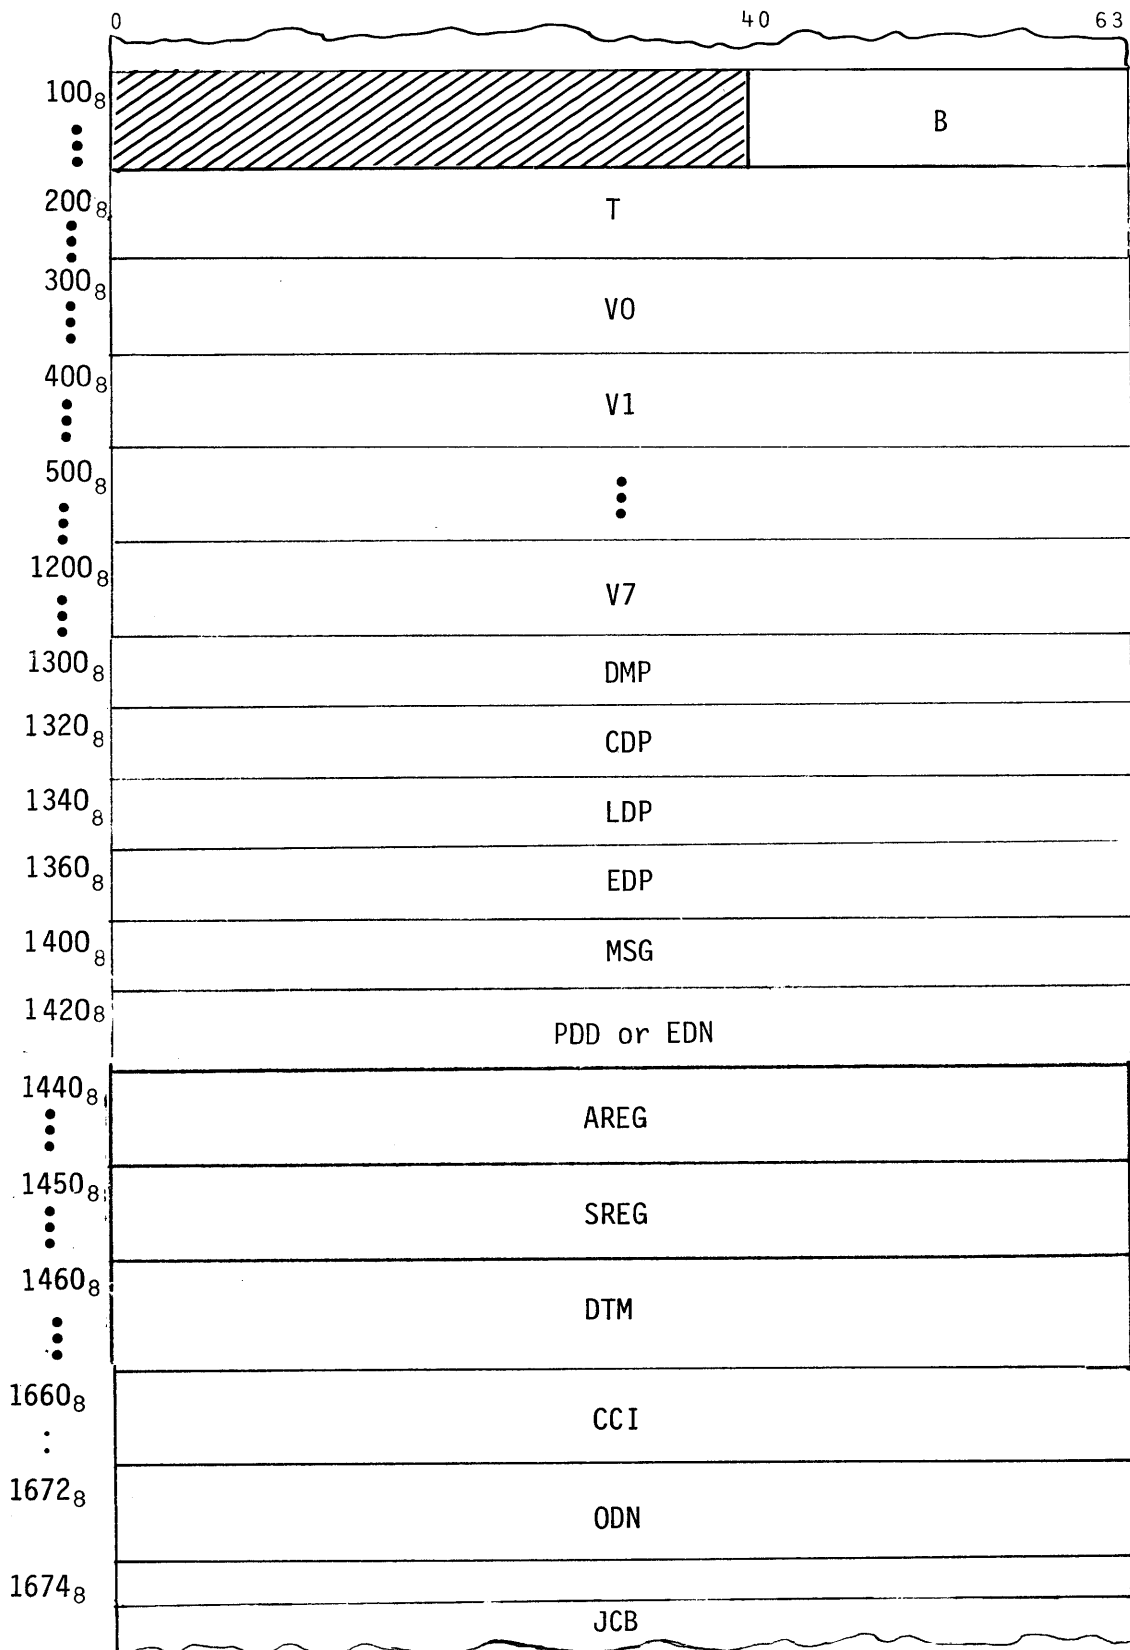 0 40 63
100₈ B
200₈ T
300₈ V0
400₈ V1
500₈
1200₈ V7
1300₈ DMP
1320₈ CDP
1340₈ LDP
1360₈ EDP
1400₈ MSG
1420₈ PDD or EDN
1440₈ AREG
1450₈ SREG
1460₈ DTM
1660₈ CCI
1672₈ ODN
1674₈
JCB